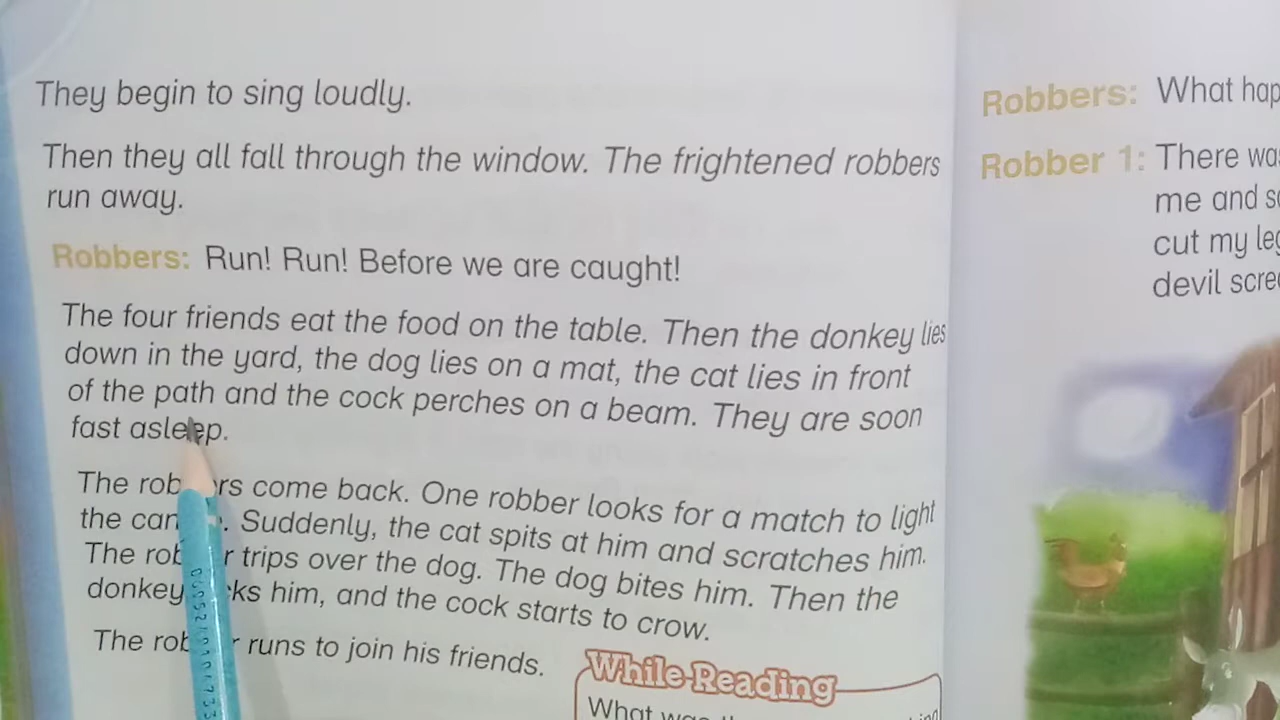 They begin to sing loudly.
Then they all fall through the window. The frightened robbers
run away.
Robbers: Run! Run! Before we are caught!
The four friends eat the food on the table. Then the donkey lies
down in the yard, the dog lies on a mat, the cat lies in front
of the path and the cock perches on a beam. They are soon
fast asleep.
The rob rs come back. One robber looks for a match to light
the can . Suddenly, the cat spits at him and scratches him.
The rob r trips over the dog. The dog bites him. Then the
donkey cks him, and the cock starts to crow.
The rob r runs to join his friends.
While-Reading
What was
Robbers: What hap
Robber 1: There was
me and s
cut my leg
devil scre